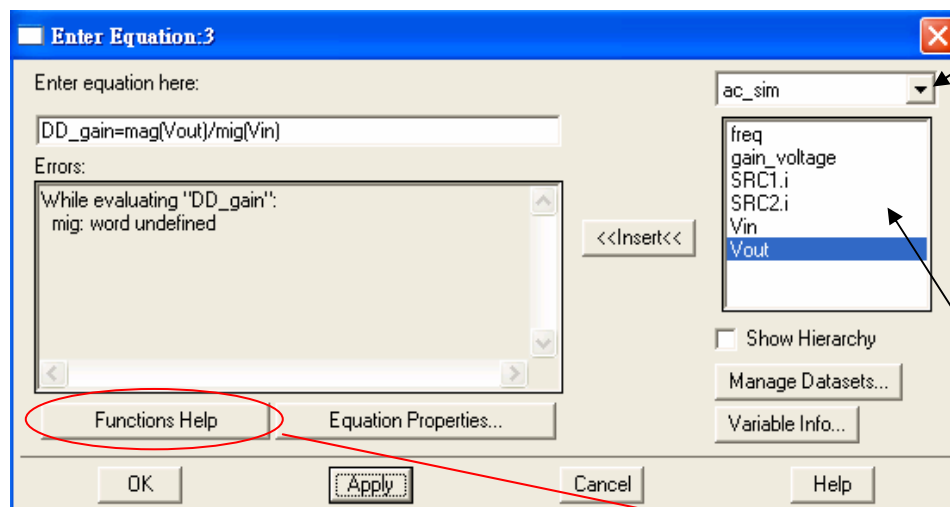 Enter Equation:3
Enter equation here:
DD_gain=mag(Vout)/mig(Vin)
Errors:
While evaluating "DD_gain":
mig: word undefined
<<Insert<<
ac_sim
freq
gain_voltage
SRC1.i
SRC2.i
Vin
Vout
Show Hierarchy
Manage Datasets...
Variable Info...
Functions Help
Equation Properties...
OK
Apply
Cancel
Help